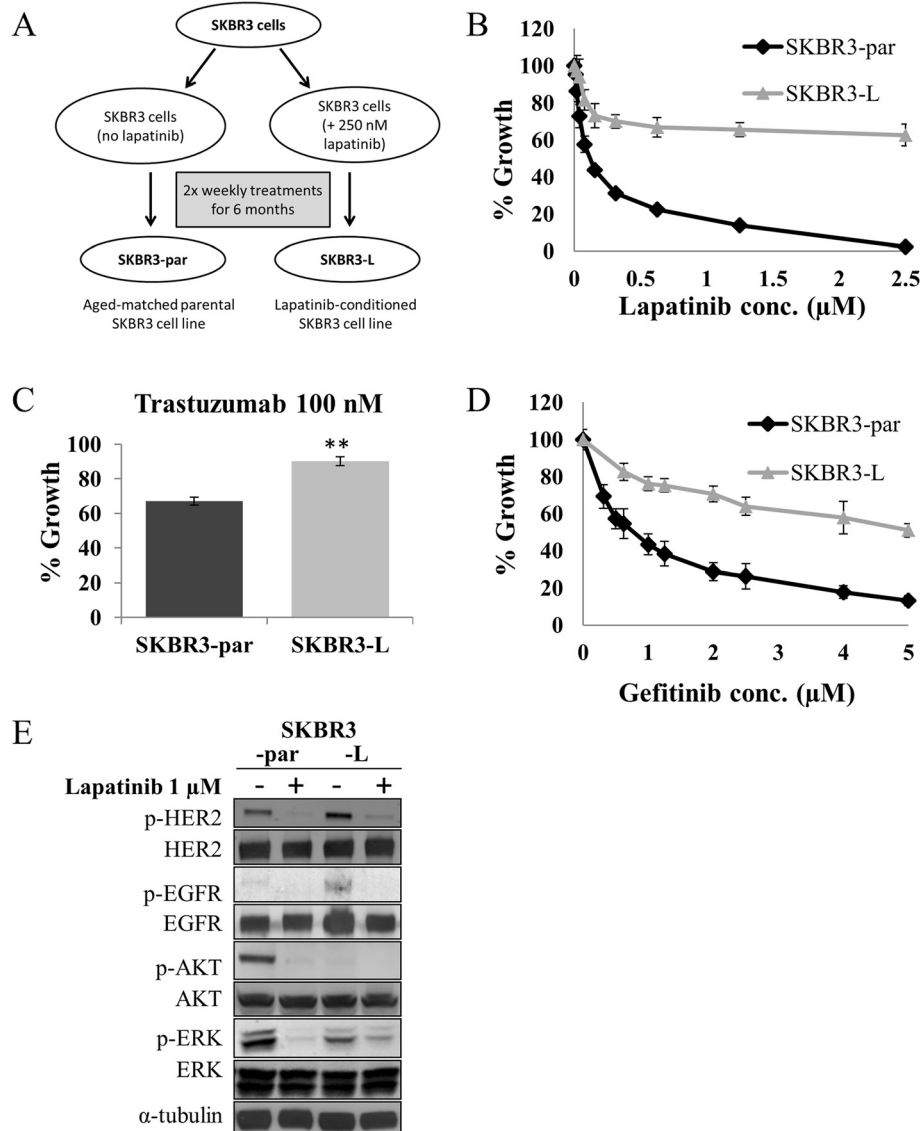 A
SKBR3 cells
SKBR3 cells
(no lapatinib)
SKBR3 cells
(+ 250 nM
lapatinib)
2x weekly treatments
for 6 months
SKBR3-par
SKBR3-L
Aged-matched parental
SKBR3 cell line
Lapatinib-conditioned
SKBR3 cell line
B
SKBR3-par
SKBR3-L
120
100
80
60
40
20
0
% Growth
0
0.5
1
1.5
2
2.5
Lapatinib conc. (μM)
C
Trastuzumab 100 nM
100
80
60
40
20
0
% Growth
**
SKBR3-par
SKBR3-L
D
SKBR3-par
SKBR3-L
120
100
80
60
40
20
0
% Growth
0
1
2
3
4
5
Gefitinib conc. (μM)
E
SKBR3
-par
-L
Lapatinib 1 μM
- + - +
p-HER2
HER2
p-EGFR
EGFR
p-AKT
AKT
p-ERK
ERK
α-tubulin